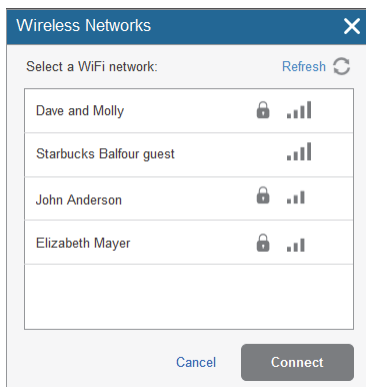 Wireless Networks
Select a WiFi network: Refresh
Dave and Molly
Starbucks Balfour guest
John Anderson
Elizabeth Mayer
Cancel Connect